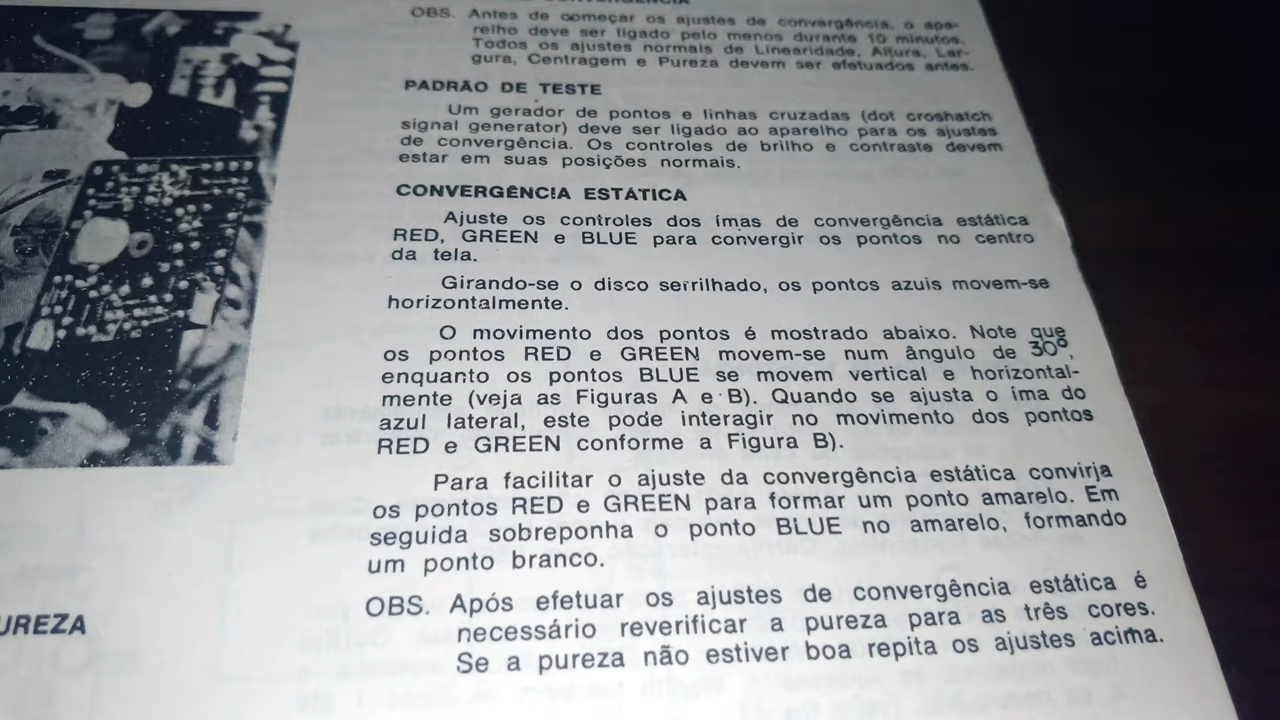 CONVERGÊNCIA
OBS. Antes de começar os ajustes de convergência, o apa-
relho deve ser ligado pelo menos durante 10 minutos.
Todos os ajustes normais de Linearidade, Altura, Lar-
gura, Centragem e Pureza devem ser efetuados antes.
PADRÃO DE TESTE
Um gerador de pontos e linhas cruzadas (dot croshatch
signal generator) deve ser ligado ao aparelho para os ajustes
de convergência. Os controles de brilho e contraste devem
estar em suas posições normais.
CONVERGÊNCIA ESTÁTICA
Ajuste os controles dos ímas de convergência estática
RED, GREEN e BLUE para convergir os pontos no centro
da tela.
Girando-se o disco serrilhado, os pontos azuis movem-se
horizontalmente.
O movimento dos pontos é mostrado abaixo. Note que
os pontos RED e GREEN movem-se num ângulo de 30º,
enquanto os pontos BLUE se movem vertical e horizontal-
mente (veja as Figuras A e B). Quando se ajusta o íma do
azul lateral, este pode interagir no movimento dos pontos
RED e GREEN conforme a Figura B).
Para facilitar o ajuste da convergência estática convirja
os pontos RED e GREEN para formar um ponto amarelo. Em
seguida sobreponha o ponto BLUE no amarelo, formando
um ponto branco.
OBS. Após efetuar os ajustes de convergência estática é
necessário reverificar a pureza para as três cores.
Se a pureza não estiver boa repita os ajustes acima.
UREZA